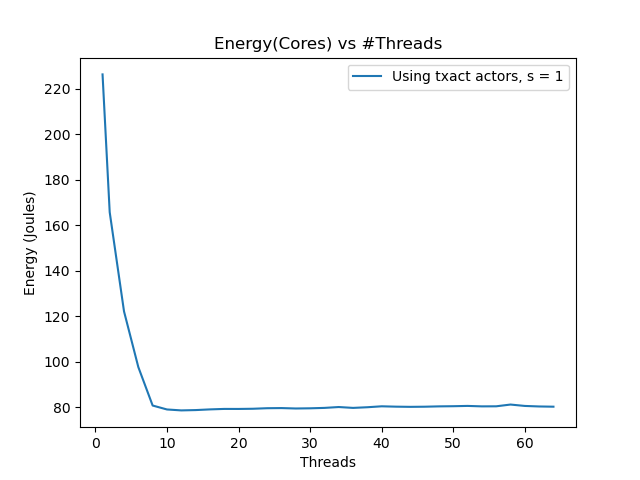 Energy(Cores) vs #Threads
Using txact actors, s = 1
Energy (Joules)
220
200
180
160
140
120
100
80
0 10 20 30 40 50 60
Threads